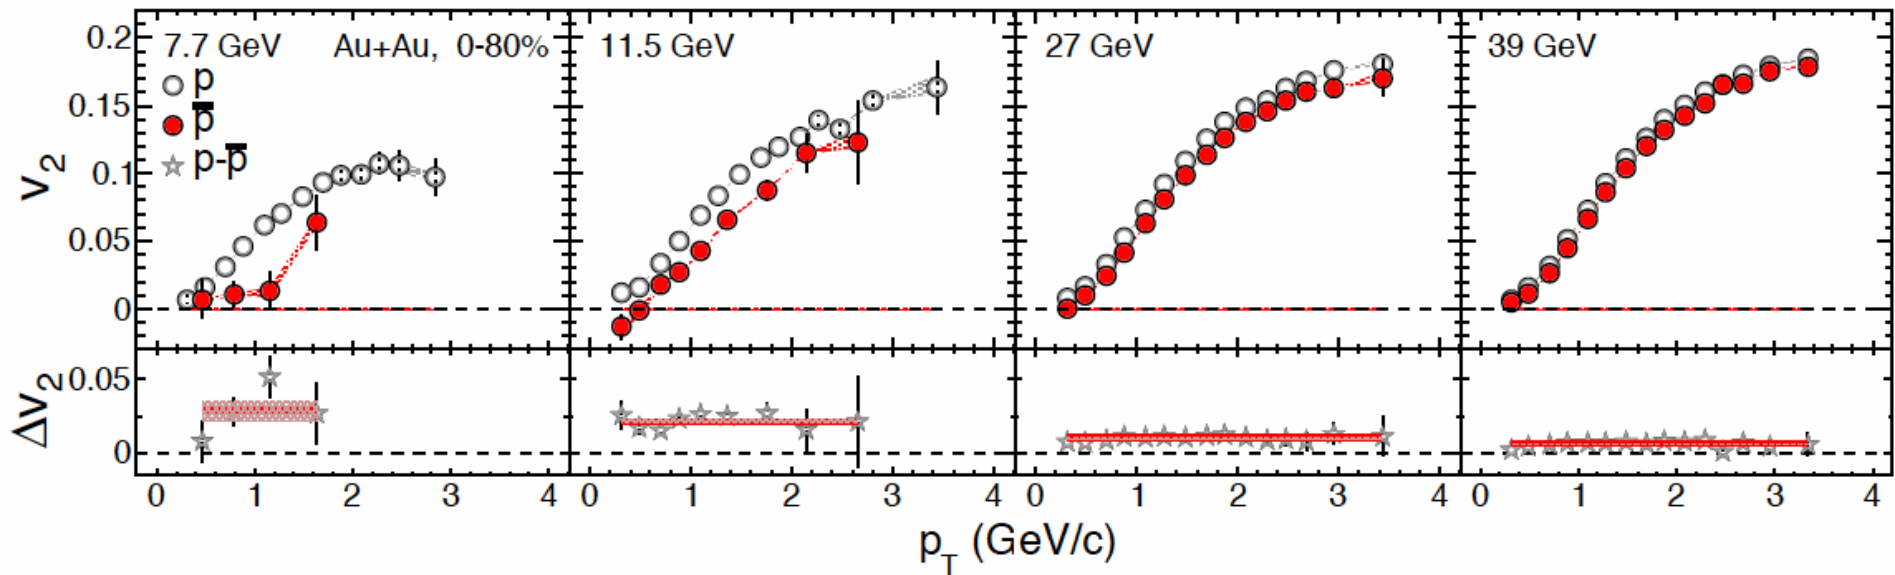 7.7 GeV Au+Au, 0-80%
11.5 GeV
27 GeV
39 GeV
p
p̅
p-p̅
v₂
0.2
0.15
0.1
0.05
0
Δv₂
0.05
0
0 1 2 3 4
0 1 2 3 4
0 1 2 3 4
0 1 2 3 4
p_T (GeV/c)